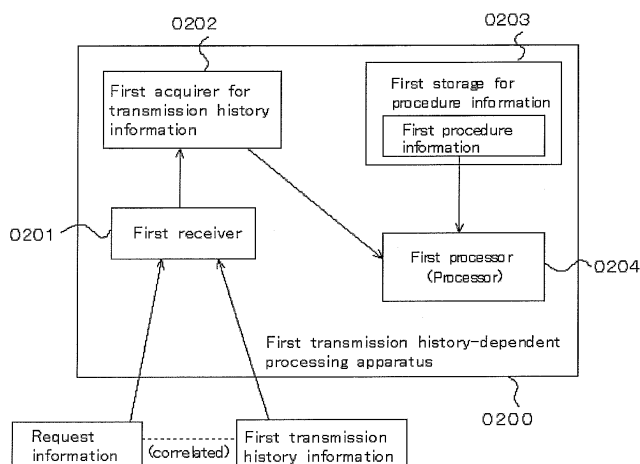 0202
0203
First acquirer for
transmission history
information
First storage for
procedure information
First procedure
information
0201
First receiver
First processor
(Processor)
0204
First transmission history-dependent
processing apparatus
0200
Request
information
(correlated)
First transmission
history information